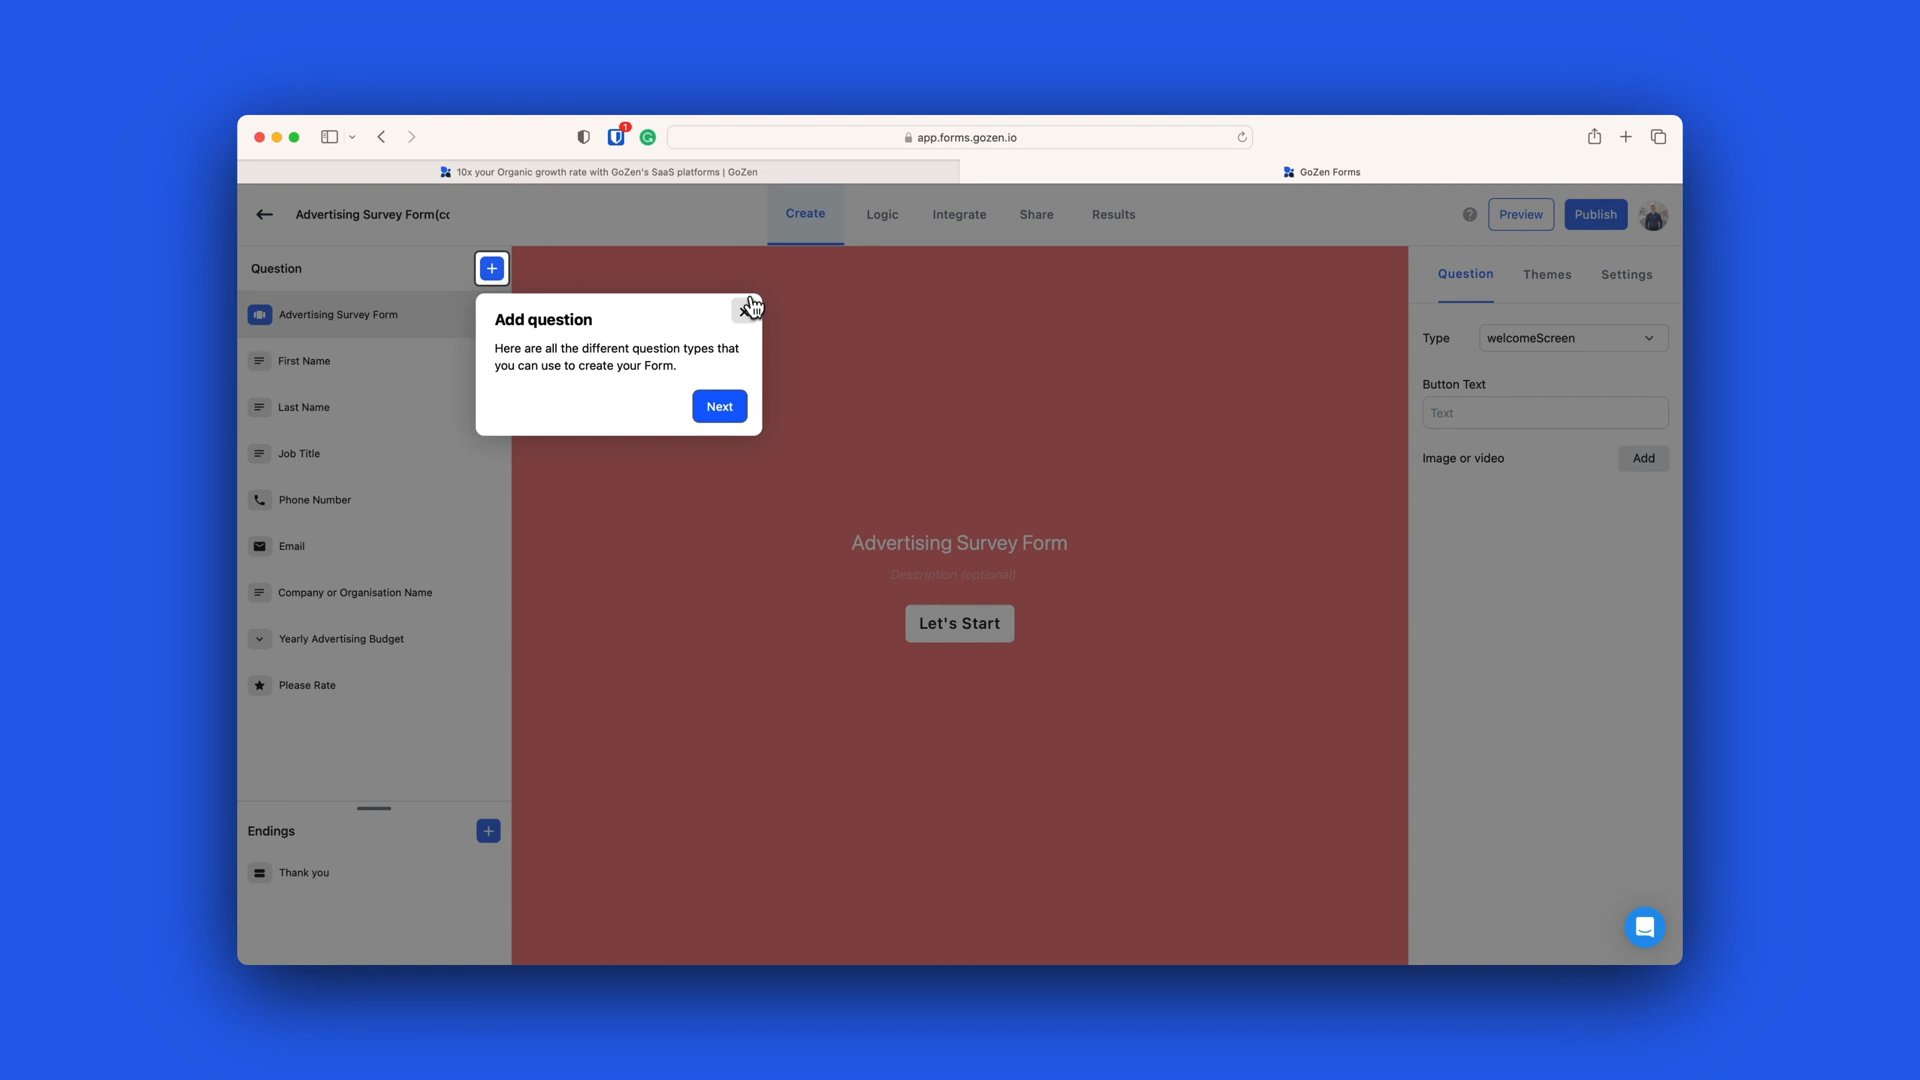 1
app.forms.gozen.io
10x your Organic growth rate with GoZen's SaaS platforms | GoZen
GoZen Forms
Advertising Survey Form(co
Create
Logic
Integrate
Share
Results
?
Preview
Publish
Question
Advertising Survey Form
First Name
Last Name
Job Title
Phone Number
Email
Company or Organisation Name
Yearly Advertising Budget
Please Rate
Endings
Thank you
Add question
Here are all the different question types that
you can use to create your Form.
Next
Advertising Survey Form
Description (optional)
Let's Start
Question
Themes
Settings
Type
welcomeScreen
Button Text
Text
Image or video
Add